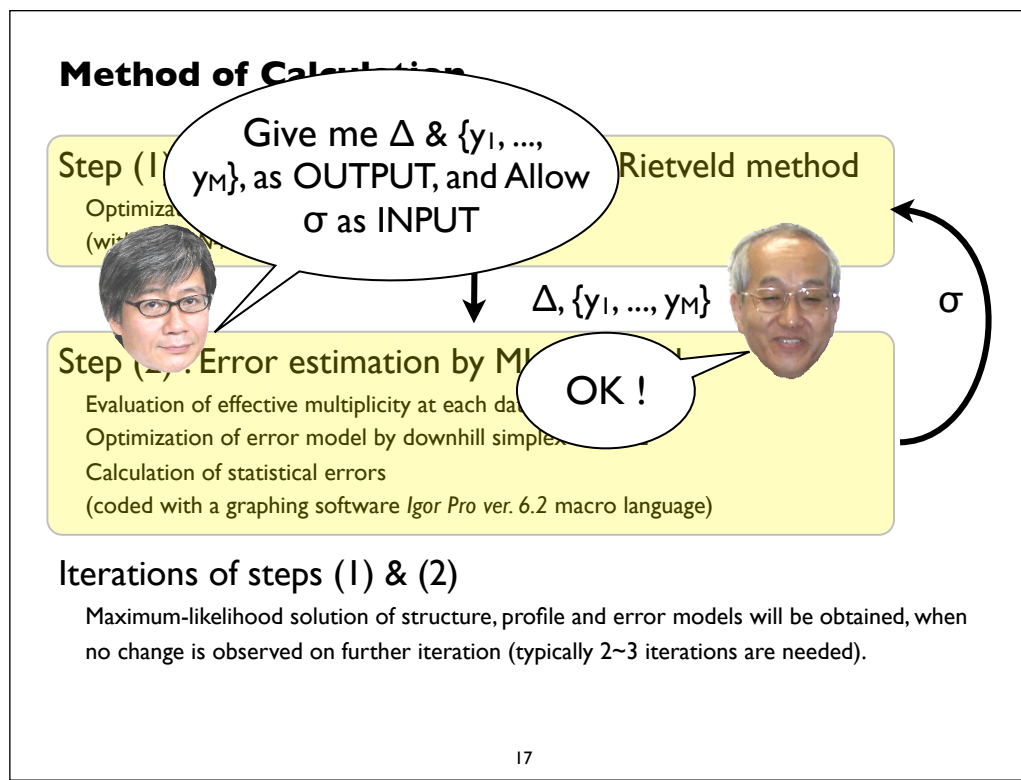 Method of Calculation
Give me Δ & {y1, ...,
yM}, as OUTPUT, and Allow
σ as INPUT
Step (1) Rietveld method
Δ, {y1, ..., yM}
σ
Step (2) : Error estimation by
OK !
Evaluation of effective multiplicity at each
Optimization of error model by downhill simplex
Calculation of statistical errors
(coded with a graphing software Igor Pro ver. 6.2 macro language)
Iterations of steps (1) & (2)
Maximum-likelihood solution of structure, profile and error models will be obtained, when
no change is observed on further iteration (typically 2~3 iterations are needed).
17